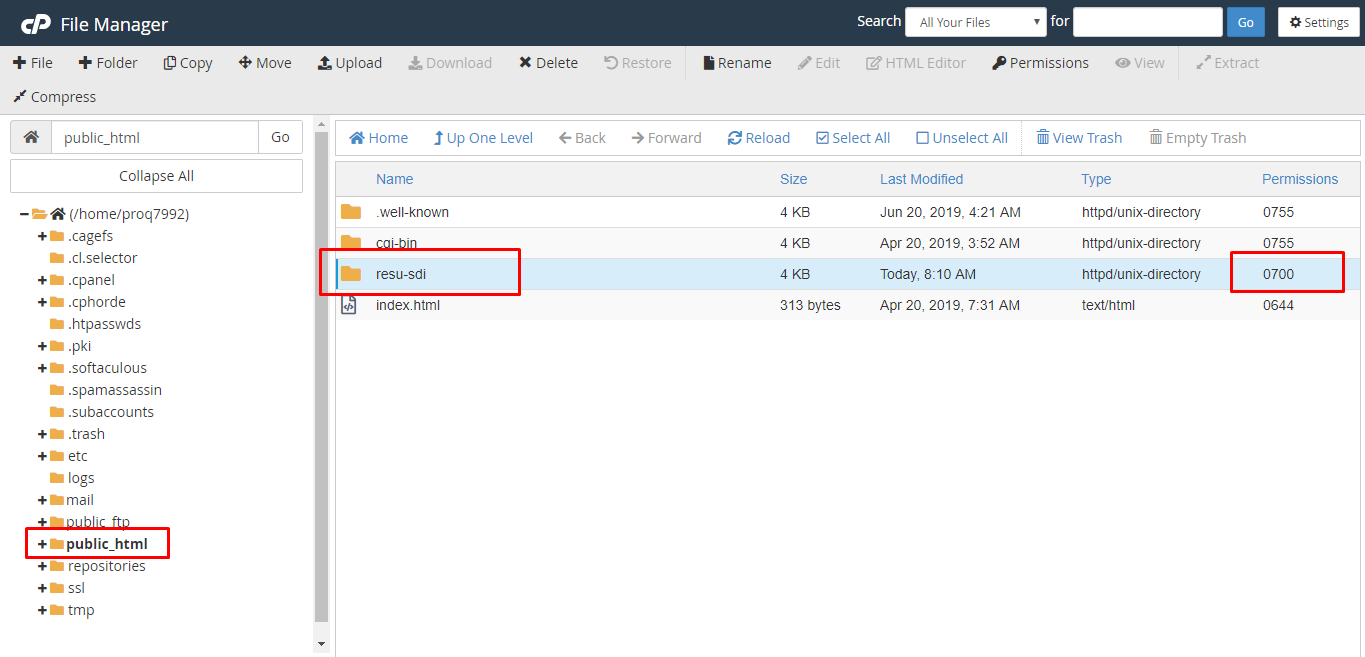 cP File Manager Search All Your Files for Go Settings
File Folder Copy Move Upload Download Delete Restore Rename Edit HTML Editor Permissions View Extract
Compress
public_html Go
Collapse All
(/home/proq7992)
.cagefs
.cl.selector
.cpanel
.cphorde
.htpasswds
.pki
.softaculous
.spamassassin
.subaccounts
.trash
etc
logs
mail
public_ftp
public_html
repositories
ssl
tmp
Home Up One Level Back Forward Reload Select All Unselect All View Trash Empty Trash
Name Size Last Modified Type Permissions
.well-known 4 KB Jun 20, 2019, 4:21 AM httpd/unix-directory 0755
cgi-bin 4 KB Apr 20, 2019, 3:52 AM httpd/unix-directory 0755
resu-sdi 4 KB Today, 8:10 AM httpd/unix-directory 0700
index.html 313 bytes Apr 20, 2019, 7:31 AM text/html 0644